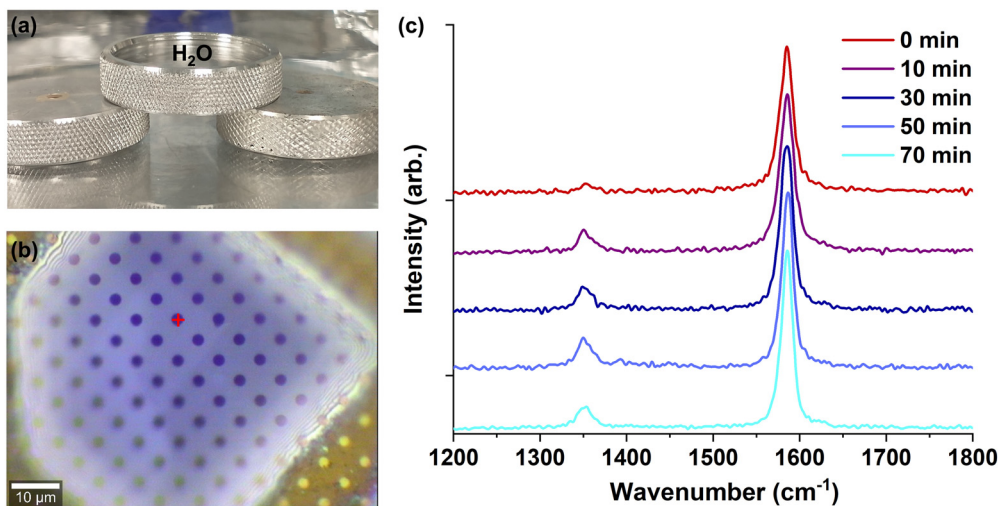 (a)
H₂O
(b)
10 µm
(c)
0 min
10 min
30 min
50 min
70 min
Intensity (arb.)
1200 1300 1400 1500 1600 1700 1800
Wavenumber (cm⁻¹)